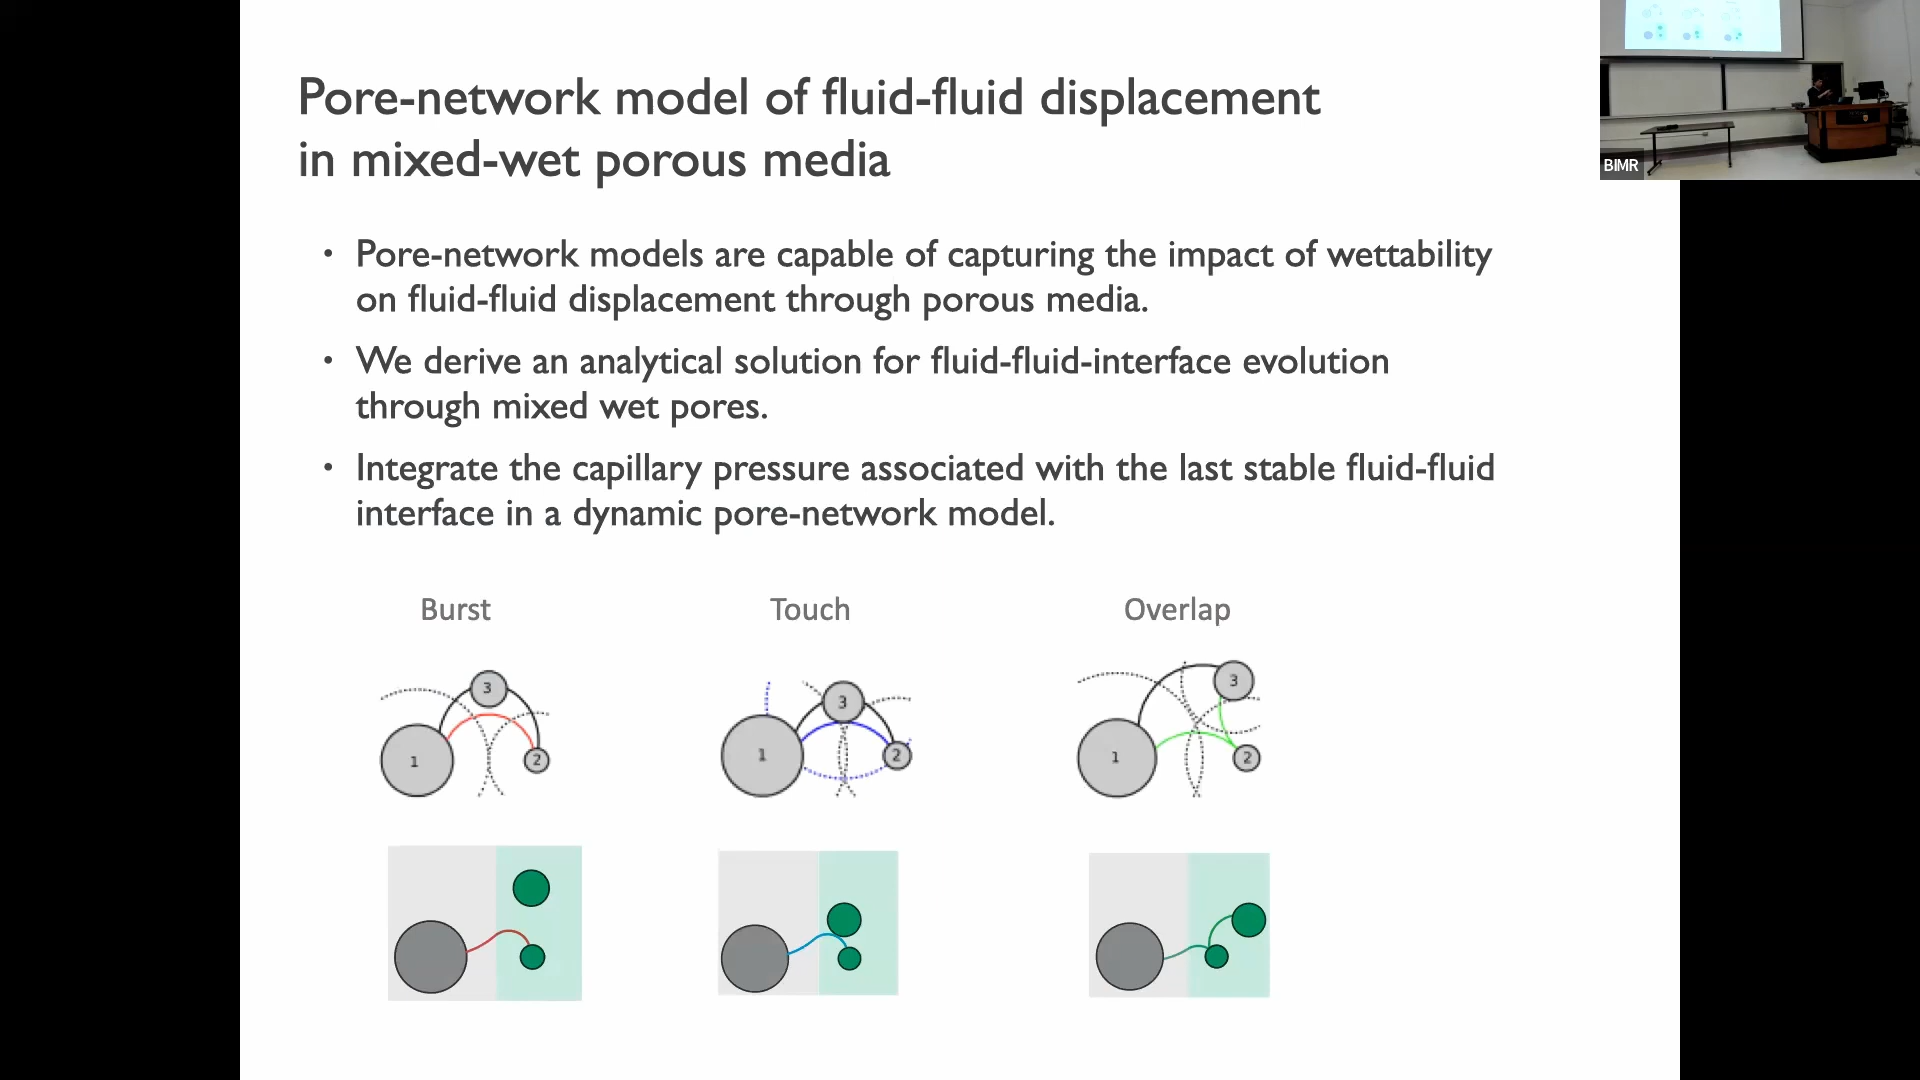 Pore-network model of fluid-fluid displacement
in mixed-wet porous media
• Pore-network models are capable of capturing the impact of wettability
on fluid-fluid displacement through porous media.
• We derive an analytical solution for fluid-fluid-interface evolution
through mixed wet pores.
• Integrate the capillary pressure associated with the last stable fluid-fluid
interface in a dynamic pore-network model.
Burst
Touch
Overlap
3
1
2
3
1
2
3
1
2
BIMR